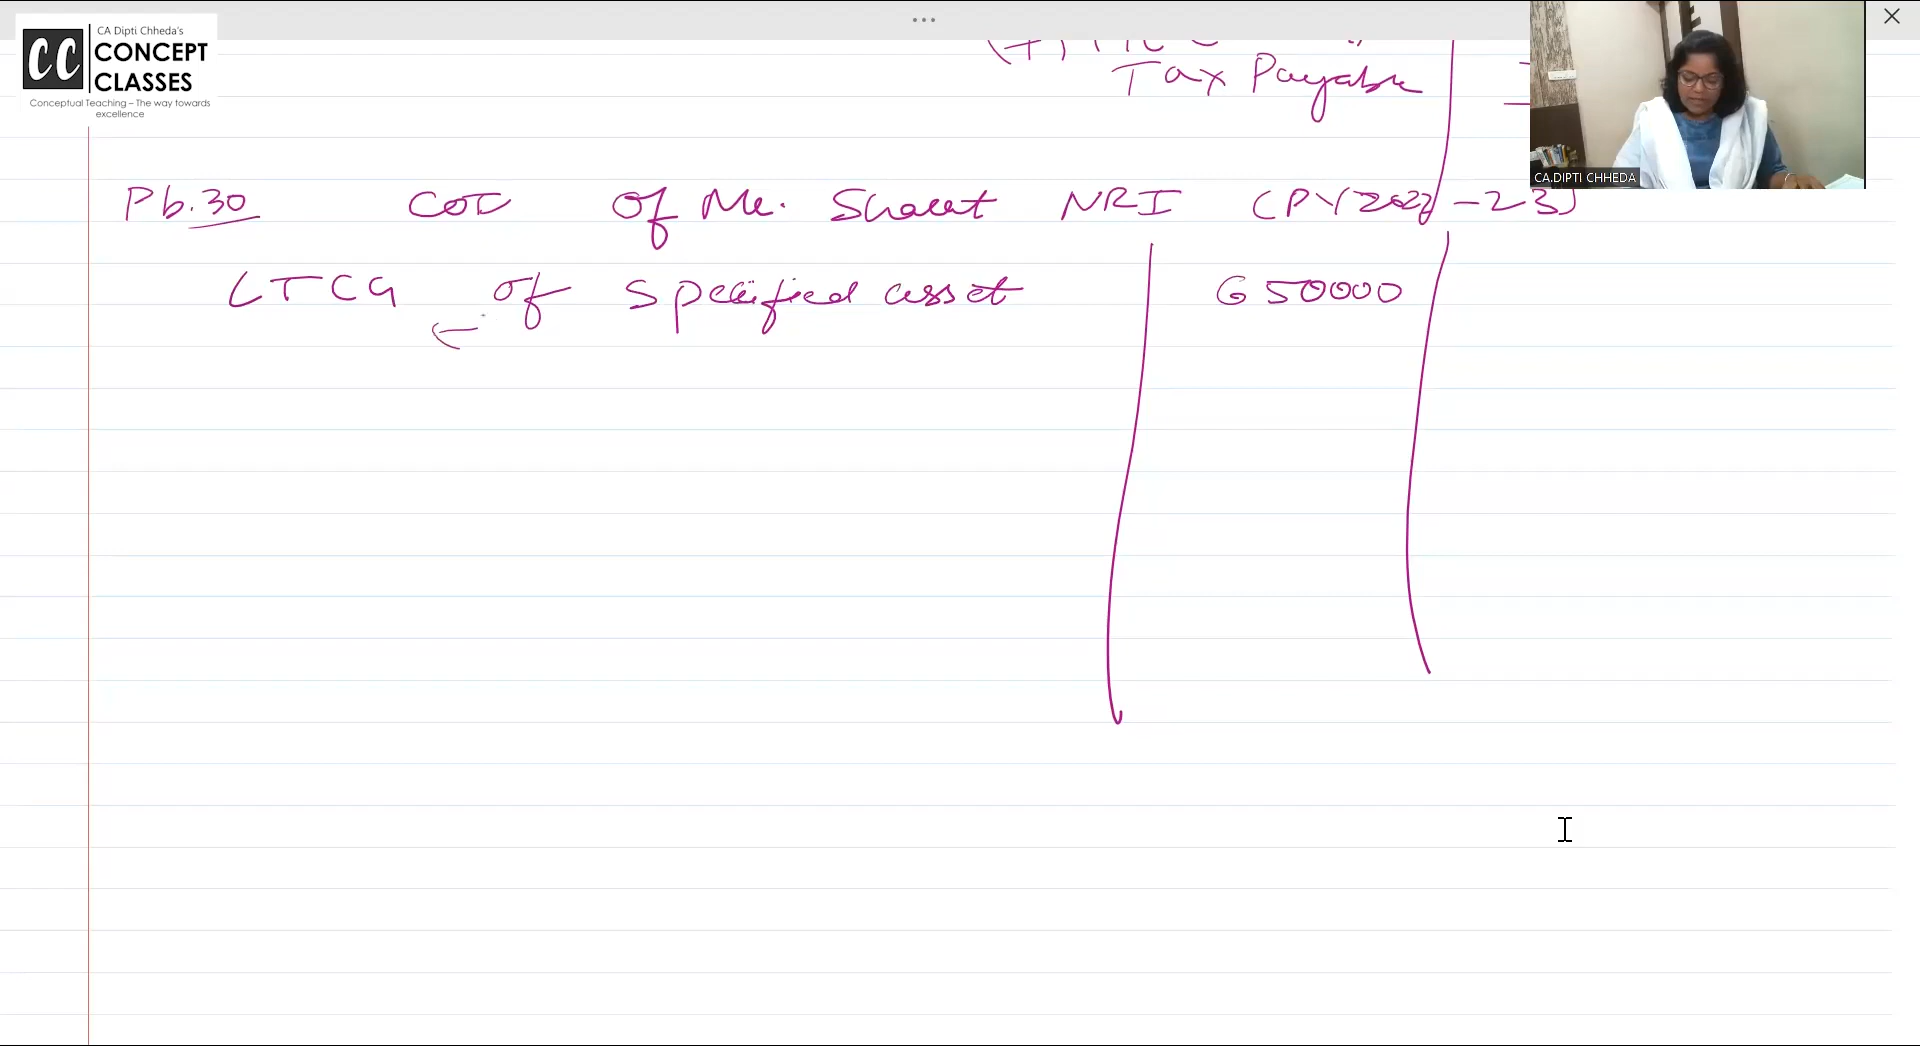 CA Dipti Chheda's
CC CONCEPT
CLASSES
Conceptual Teaching – The way towards
excellence
Tax Payable
CA.DIPTI CHHEDA
Pb.30 COI of Mr. Sharat NRI (PY 2022-23)
LTCG of specified asset 650000